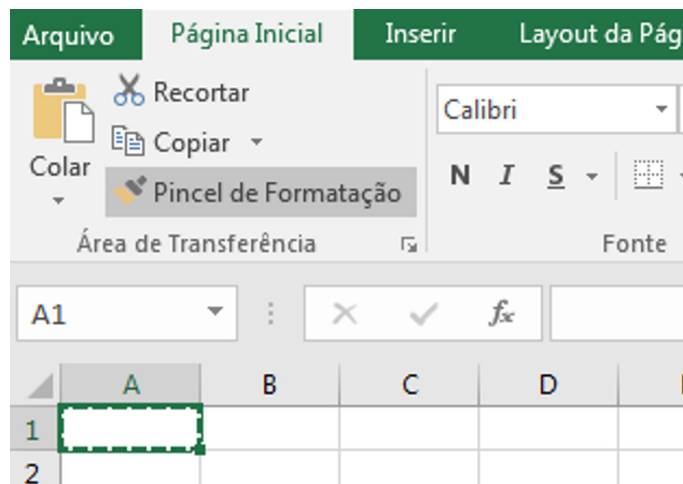 Arquivo Página Inicial Inserir Layout da Pág
Recortar
Calibri
Copiar
Colar
N I S
Pincel de Formatação
Área de Transferência Fonte
A1 fx
A B C D
1
2